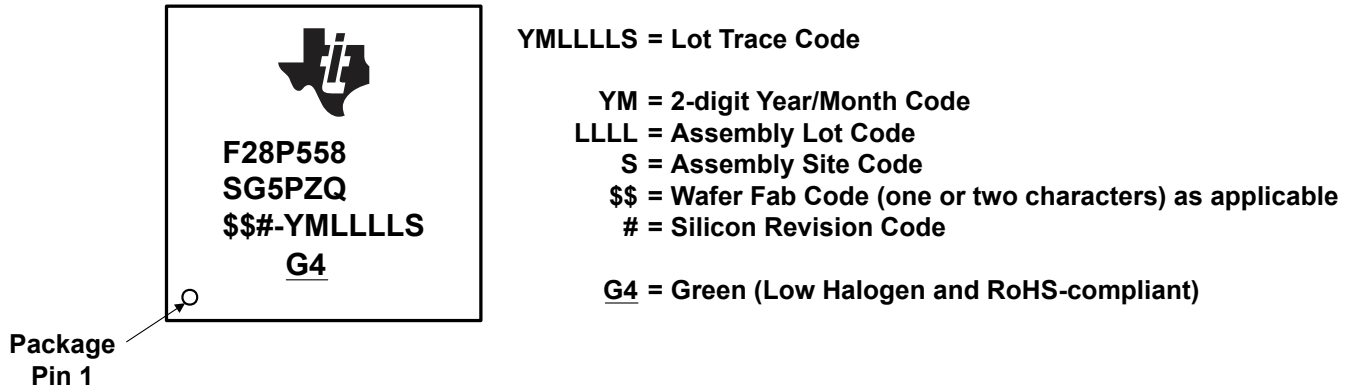 YMLLLLS = Lot Trace Code
YM = 2-digit Year/Month Code
LLLL = Assembly Lot Code
S = Assembly Site Code
$$ = Wafer Fab Code (one or two characters) as applicable
# = Silicon Revision Code
G4 = Green (Low Halogen and RoHS-compliant)
F28P558
SG5PZQ
$$#-YMLLLLS
G4
Package
Pin 1